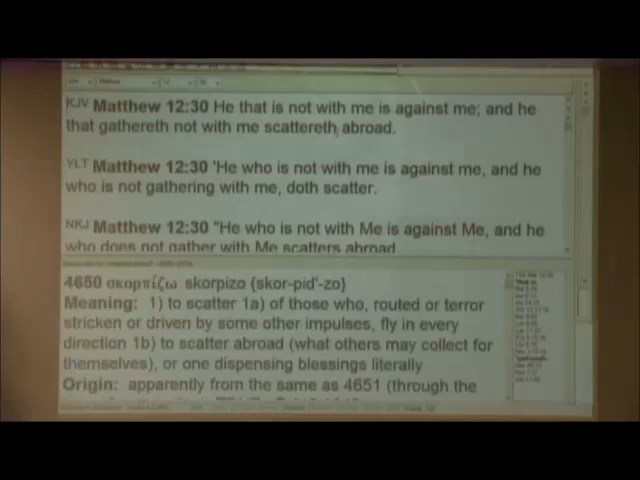 KJV Matthew 12:30 He that is not with me is against me; and he
that gathereth not with me scattereth abroad.
YLT Matthew 12:30 'He who is not with me is against me, and he
who is not gathering with me, doth scatter.
NKJ Matthew 12:30 "He who is not with Me is against Me, and he
who does not gather with Me scatters abroad
4650 σκορπίζω skorpizo {skor-pid'-zo}
Meaning: 1) to scatter 1a) of those who, routed or terror
stricken or driven by some other impulses, fly in every
direction 1b) to scatter abroad (what others may collect for
themselves), or one dispensing blessings literally
Origin: apparently from the same as 4651 (through the